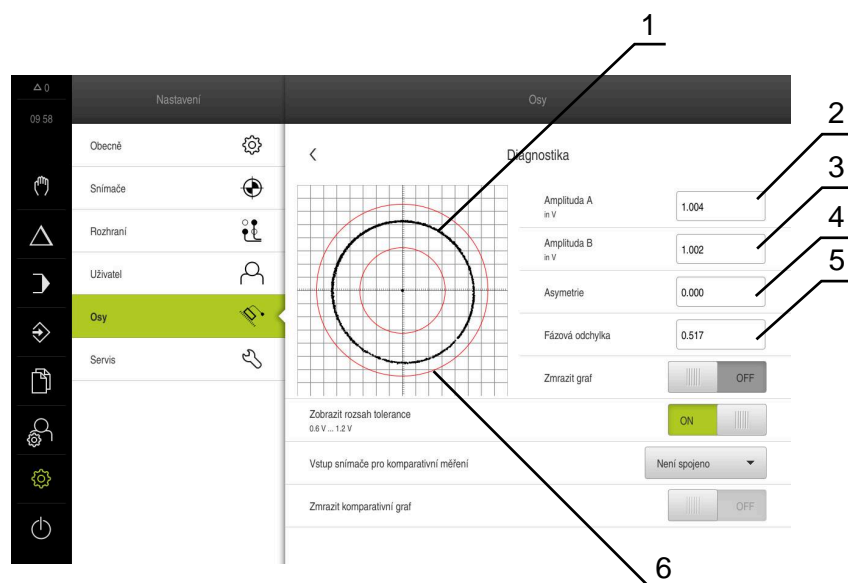 1
△ 0
Nastavení
Osy
09 58
2
Obecně
Diagnostika
3
Snímače
Amplituda A
in V
1.004
4
Rozhraní
Amplituda B
in V
1.002
5
Uživatel
Asymetrie
0.000
Osy
Fázová odchylka
0.517
Servis
Zmrazit graf
OFF
Zobrazit rozsah tolerance
0.6 V ... 1.2 V
ON
Vstup snímače pro komparativní měření
Není spojeno
Zmrazit komparativní graf
OFF
6